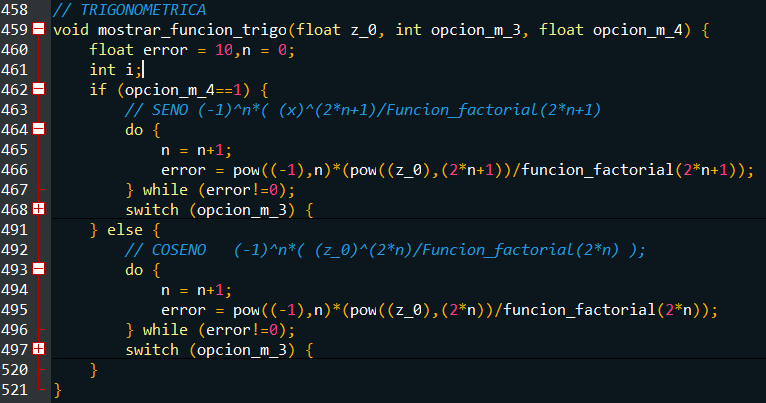 458 // TRIGONOMETRICA
459 void mostrar_funcion_trigo(float z_0, int opcion_m_3, float opcion_m_4) {
460 float error = 10,n = 0;
461 int i;
462 if (opcion_m_4==1) {
463 // SENO (-1)^n*( (x)^(2*n+1)/Funcion_factorial(2*n+1)
464 do {
465 n = n+1;
466 error = pow((-1),n)*(pow((z_0),(2*n+1))/funcion_factorial(2*n+1));
467 } while (error!=0);
468 switch (opcion_m_3) {
491 } else {
492 // COSENO (-1)^n*( (z_0)^(2*n)/Funcion_factorial(2*n) );
493 do {
494 n = n+1;
495 error = pow((-1),n)*(pow((z_0),(2*n))/funcion_factorial(2*n));
496 } while (error!=0);
497 switch (opcion_m_3) {
520 }
521 }